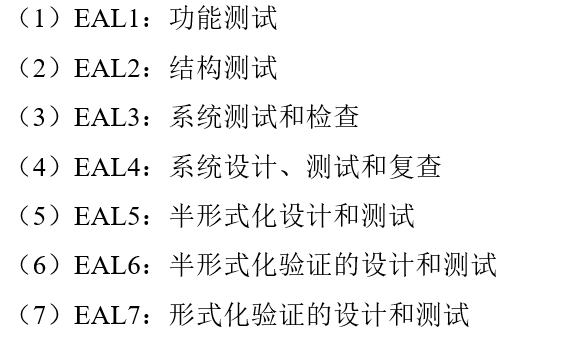 （1）EAL1：功能测试
（2）EAL2：结构测试
（3）EAL3：系统测试和检查
（4）EAL4：系统设计、测试和复查
（5）EAL5：半形式化设计和测试
（6）EAL6：半形式化验证的设计和测试
（7）EAL7：形式化验证的设计和测试